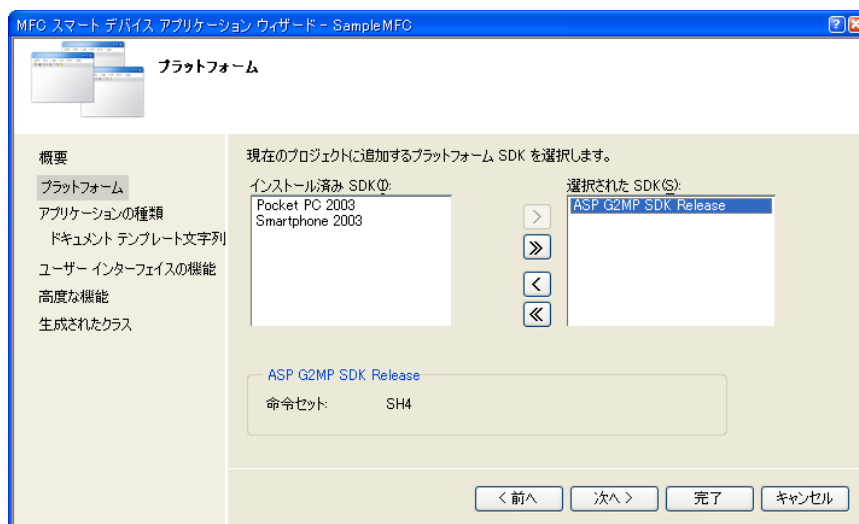 MFC スマート デバイス アプリケーション ウィザード - SampleMFC
プラットフォーム
概要
プラットフォーム
アプリケーションの種類
ドキュメント テンプレート文字列
ユーザー インターフェイスの機能
高度な機能
生成されたクラス
現在のプロジェクトに追加するプラットフォーム SDK を選択します。
インストール済み SDK(I):
Pocket PC 2003
Smartphone 2003
選択された SDK(S):
ASP G2MP SDK Release
ASP G2MP SDK Release
命令セット: SH4
< 前へ
次へ >
完了
キャンセル